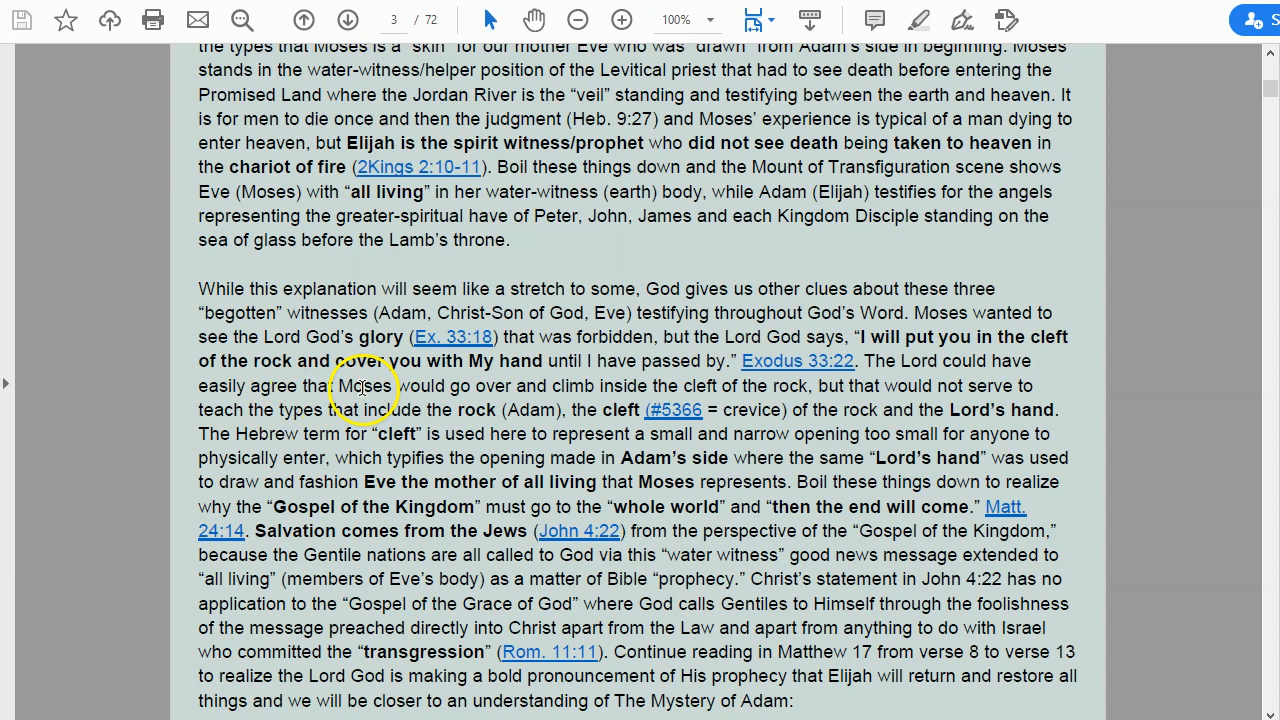 3 / 72
100%
S
the types that Moses is a "skin" for our mother Eve who was "drawn" from Adam's side in beginning. Moses
stands in the water-witness/helper position of the Levitical priest that had to see death before entering the
Promised Land where the Jordan River is the “veil” standing and testifying between the earth and heaven. It
is for men to die once and then the judgment (Heb. 9:27) and Moses’ experience is typical of a man dying to
enter heaven, but Elijah is the spirit witness/prophet who did not see death being taken to heaven in
the chariot of fire (2Kings 2:10-11). Boil these things down and the Mount of Transfiguration scene shows
Eve (Moses) with “all living” in her water-witness (earth) body, while Adam (Elijah) testifies for the angels
representing the greater-spiritual have of Peter, John, James and each Kingdom Disciple standing on the
sea of glass before the Lamb’s throne.
While this explanation will seem like a stretch to some, God gives us other clues about these three
“begotten” witnesses (Adam, Christ-Son of God, Eve) testifying throughout God’s Word. Moses wanted to
see the Lord God’s glory (Ex. 33:18) that was forbidden, but the Lord God says, “I will put you in the cleft
of the rock and cover you with My hand until I have passed by.” Exodus 33:22. The Lord could have
easily agree that Moses would go over and climb inside the cleft of the rock, but that would not serve to
teach the types that include the rock (Adam), the cleft (#5366 = crevice) of the rock and the Lord’s hand.
The Hebrew term for “cleft” is used here to represent a small and narrow opening too small for anyone to
physically enter, which typifies the opening made in Adam’s side where the same “Lord’s hand” was used
to draw and fashion Eve the mother of all living that Moses represents. Boil these things down to realize
why the “Gospel of the Kingdom” must go to the “whole world” and “then the end will come.” Matt.
24:14. Salvation comes from the Jews (John 4:22) from the perspective of the “Gospel of the Kingdom,”
because the Gentile nations are all called to God via this “water witness” good news message extended to
“all living” (members of Eve’s body) as a matter of Bible “prophecy.” Christ’s statement in John 4:22 has no
application to the “Gospel of the Grace of God” where God calls Gentiles to Himself through the foolishness
of the message preached directly into Christ apart from the Law and apart from anything to do with Israel
who committed the “transgression” (Rom. 11:11). Continue reading in Matthew 17 from verse 8 to verse 13
to realize the Lord God is making a bold pronouncement of His prophecy that Elijah will return and restore all
things and we will be closer to an understanding of The Mystery of Adam: